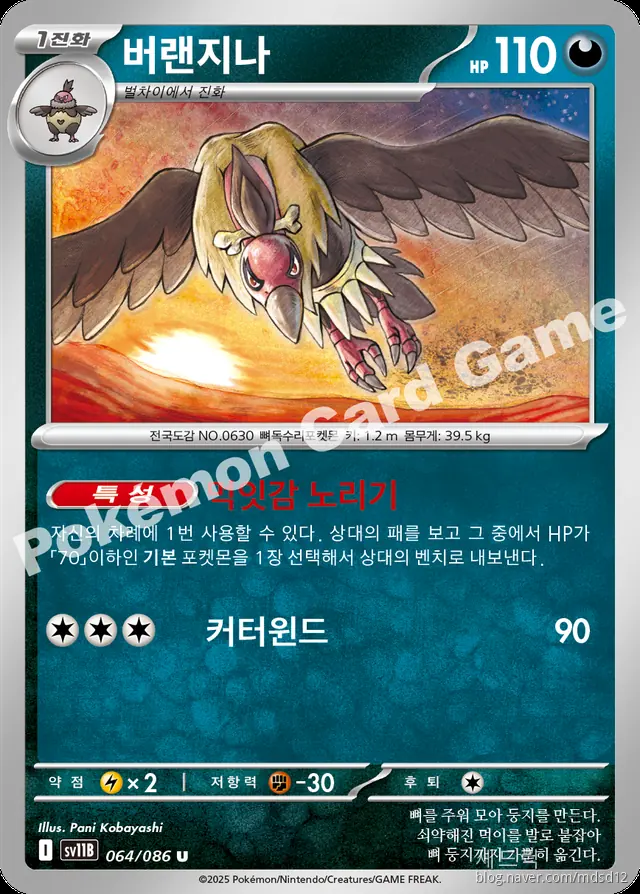 1진화
버랜지나
HP 110
벌차이에서 진화
전국도감 NO.0630 뼈독수리포켓몬 키: 1.2 m 몸무게: 39.5 kg
특성 먹잇감 노리기
자신의 차례에 1번 사용할 수 있다. 상대의 패를 보고 그 중에서 HP가
「70」이하인 기본 포켓몬을 1장 선택해서 상대의 벤치로 내보낸다.
커터윈드 90
약점 ×2 저항력 -30 후퇴
Illus. Pani Kobayashi
뼈를 주워 모아 둥지를 만든다.
쇠약해진 먹이를 발로 붙잡아
뼈 둥지까지 가뿐히 옮긴다.
I sv11B 064/086 U
©2025 Pokémon/Nintendo/Creatures/GAME FREAK.
Pokémon Card Game
blog.naver.com/mdsd12